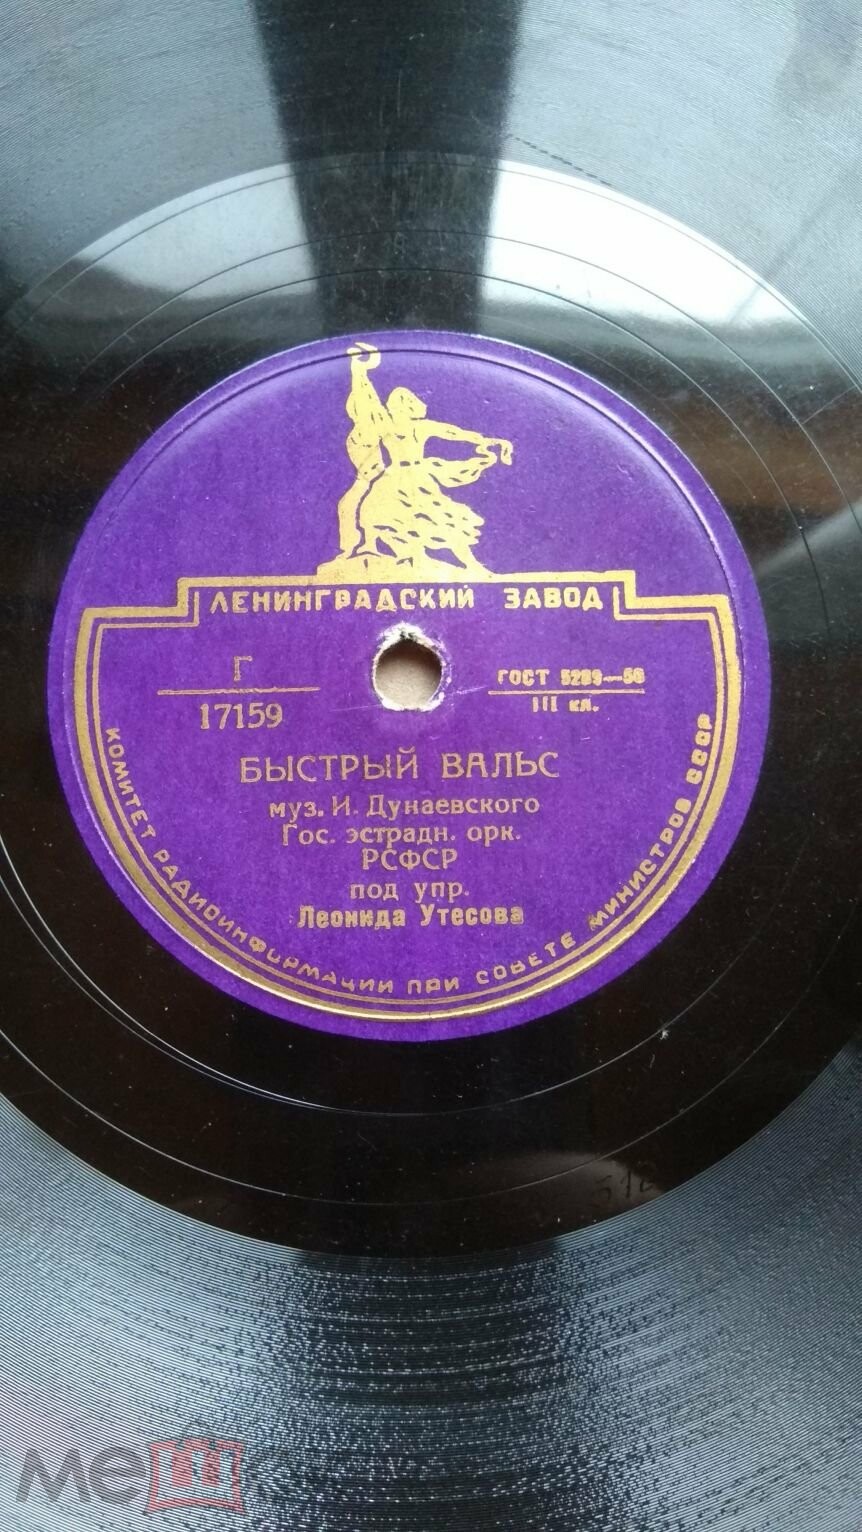 ЛЕНИНГРАДСКИЙ ЗАВОД
Г
17159
ГОСТ 5289—56
III кл.
БЫСТРЫЙ ВАЛЬС
муз. И. Дунаевского
Гос. эстрадн. орк.
РСФСР
под упр.
Леонида Утесова
КОМИТЕТ РАДИОИНФОРМАЦИИ ПРИ СОВЕТЕ МИНИСТРОВ СССР